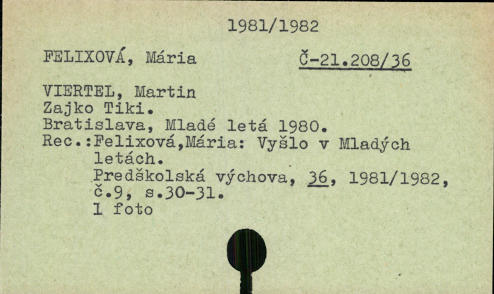 1981/1982
FELIXOVÁ, Mária Č-21.208/36
VIERTEL, Martin
Zajko Tiki.
Bratislava, Mladé letá 1980.
Rec.:Felixová,Mária: Vyšlo v Mladých
letách.
Predškolská výchova, 36, 1981/1982,
č.9, s.30-31.
1 foto